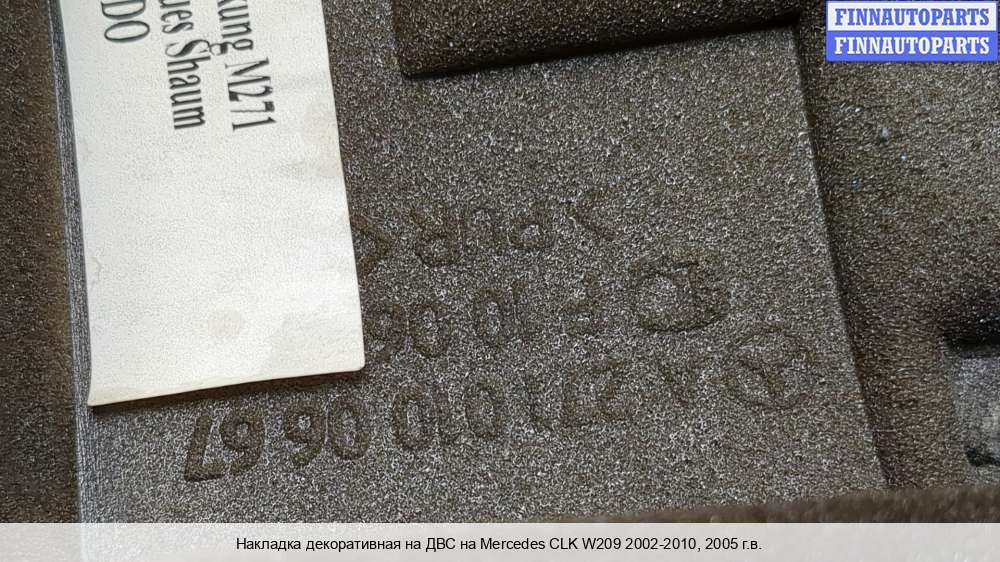 FINNAUTOPARTS
FINNAUTOPARTS
kung M271
ues Shaum
DO
>PUR<
A 271 010 06 67
Накладка декоративная на ДВС на Mercedes CLK W209 2002-2010, 2005 г.в.